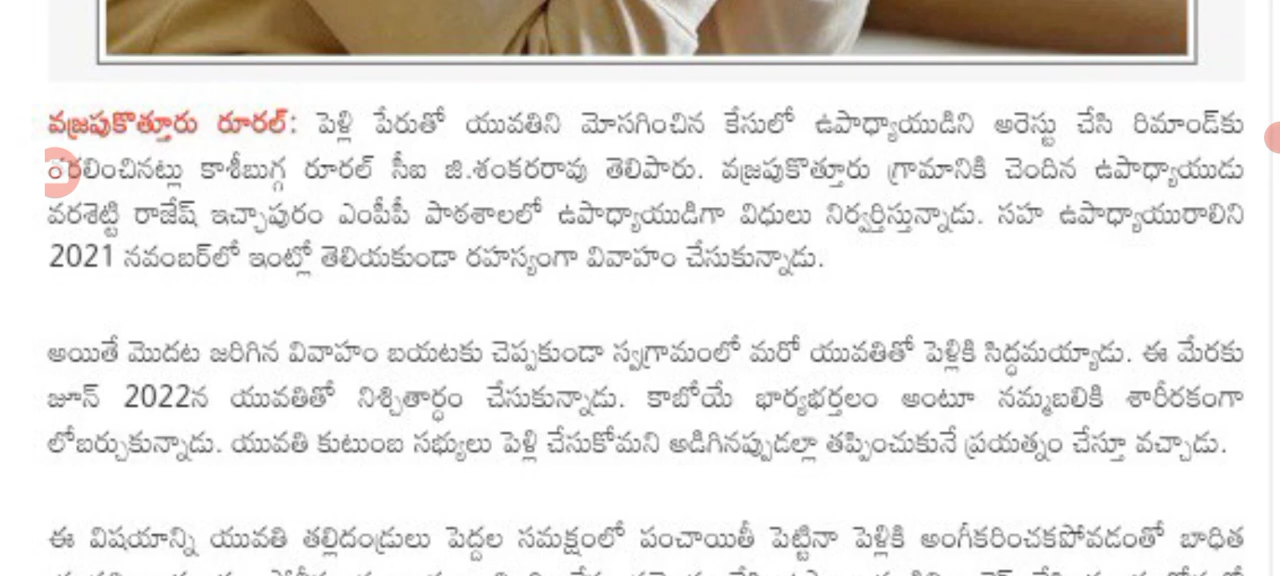 వజ్రపుకొత్తూరు రూరల్: పెళ్లి పేరుతో యువతిని మోసగించిన కేసులో ఉపాధ్యాయుడిని అరెస్టు చేసి రిమాండ్‌కు
తరలించినట్లు కాశీబుగ్గ రూరల్ సీఐ జి.శంకరరావు తెలిపారు. వజ్రపుకొత్తూరు గ్రామానికి చెందిన ఉపాధ్యాయుడు
వరశెట్టి రాజేష్ ఇచ్ఛాపురం ఎంపీపీ పాఠశాలలో ఉపాధ్యాయుడిగా విధులు నిర్వర్తిస్తున్నాడు. సహ ఉపాధ్యాయురాలిని
2021 నవంబర్‌లో ఇంట్లో తెలియకుండా రహస్యంగా వివాహం చేసుకున్నాడు.
అయితే మొదట జరిగిన వివాహం బయటకు చెప్పకుండా స్వగ్రామంలో మరో యువతితో పెళ్లికి సిద్ధమయ్యాడు. ఈ మేరకు
జూన్ 2022న యువతితో నిశ్చితార్ధం చేసుకున్నాడు. కాబోయే భార్యభర్తలం అంటూ నమ్మబలికి శారీరకంగా
లోబర్చుకున్నాడు. యువతి కుటుంబ సభ్యులు పెళ్లి చేసుకోమని అడిగినప్పుడల్లా తప్పించుకునే ప్రయత్నం చేస్తూ వచ్చాడు.
ఈ విషయాన్ని యువతి తల్లిదండ్రులు పెద్దల సమక్షంలో పంచాయితీ పెట్టినా పెళ్లికి అంగీకరించకపోవడంతో బాధిత